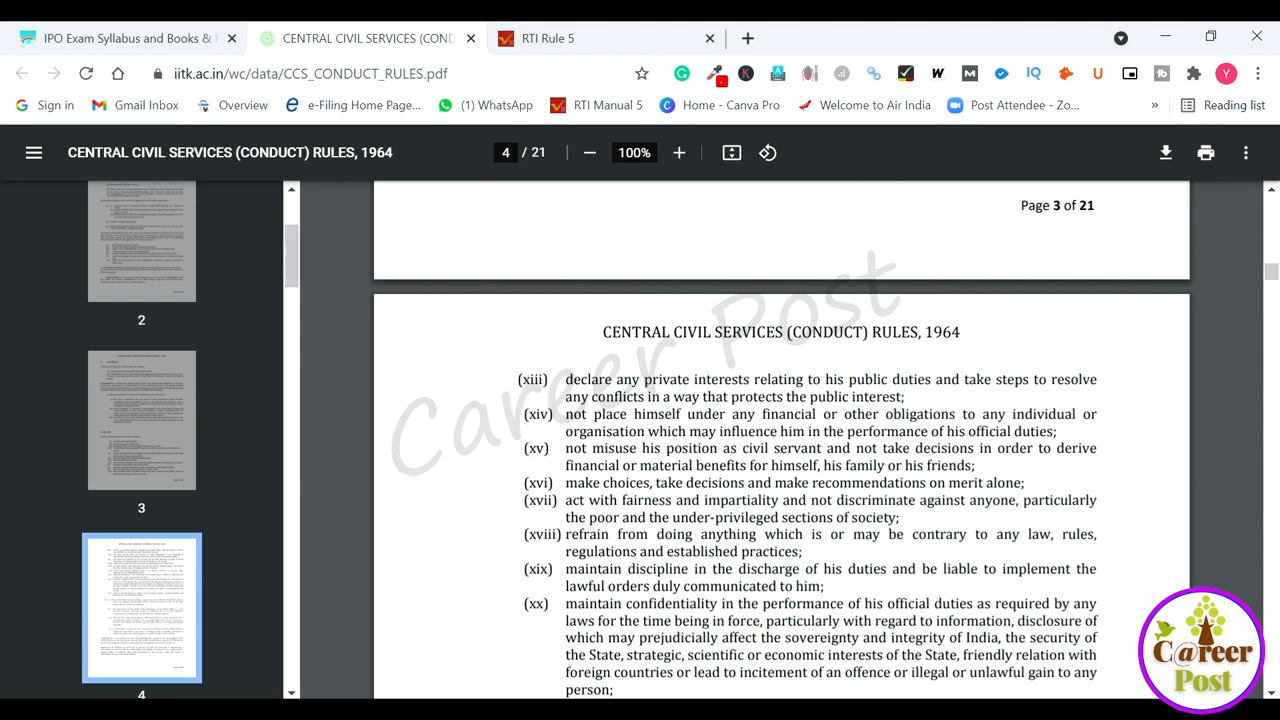 IPO Exam Syllabus and Books &
CENTRAL CIVIL SERVICES (COND
RTI Rule 5
iitk.ac.in/wc/data/CCS_CONDUCT_RULES.pdf
Sign in
Gmail Inbox
Overview
e-Filing Home Page...
(1) WhatsApp
RTI Manual 5
Home - Canva Pro
Welcome to Air India
Post Attendee - Zo...
»
Reading list
CENTRAL CIVIL SERVICES (CONDUCT) RULES, 1964
4 / 21
100%
2
3
4
Page 3 of 21
CENTRAL CIVIL SERVICES (CONDUCT) RULES, 1964
(xiii) declare any private interests relating to his public duties and take steps to resolve
any conflicts in a way that protects the public interest;
(xiv) not place himself under any financial or other obligations to any individual or
organisation which may influence him in the performance of his official duties;
(xv) not misuse his position as civil servant and not take decisions in order to derive
financial or material benefits for himself, his family or his friends;
(xvi) make choices, take decisions and make recommendations on merit alone;
(xvii) act with fairness and impartiality and not discriminate against anyone, particularly
the poor and the under-privileged sections of society;
(xviii) refrain from doing anything which is or may be contrary to any law, rules,
regulations and established practices;
(xix) maintain discipline in the discharge of his duties and be liable to implement the
lawful orders duly communicated to him;
(xx) maintain confidentiality in the performance of his official duties as required by any
laws for the time being in force, particularly with regard to information, disclosure of
which may prejudicially affect the sovereignty and integrity of India, the security of
the State, strategic, scientific or economic interests of the State, friendly relation with
foreign countries or lead to incitement of an offence or illegal or unlawful gain to any
person;
Career Post
Career
Post